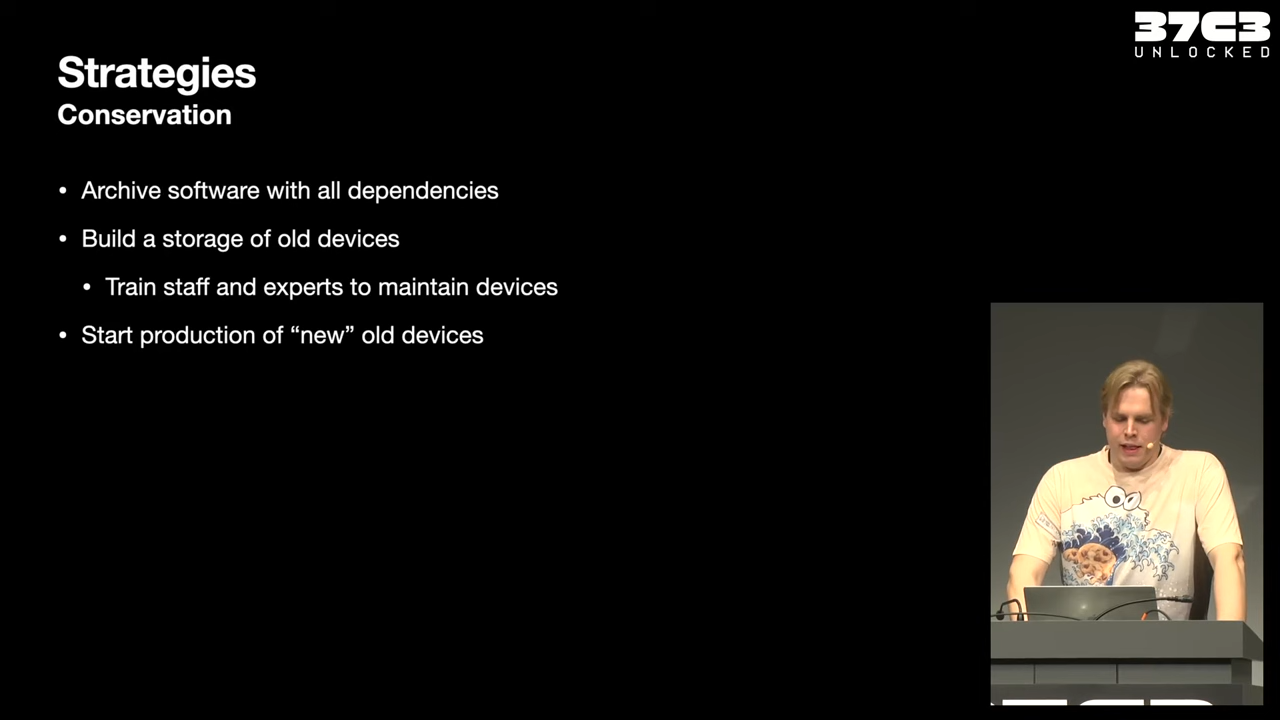 37C3
UNLOCKED
Strategies
Conservation
• Archive software with all dependencies
• Build a storage of old devices
• Train staff and experts to maintain devices
• Start production of “new” old devices